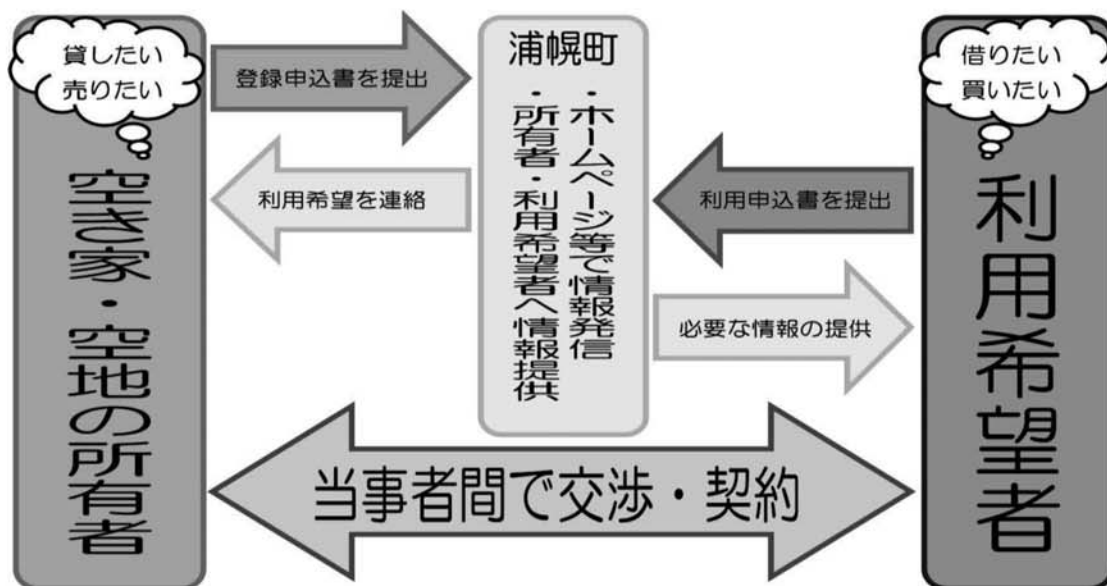 貸したい
売りたい
空き家・空地の所有者
登録申込書を提出
利用希望を連絡
浦幌町
・ホームページ等で情報発信
・所有者・利用希望者へ情報提供
利用申込書を提出
必要な情報の提供
借りたい
買いたい
利用希望者
当事者間で交渉・契約